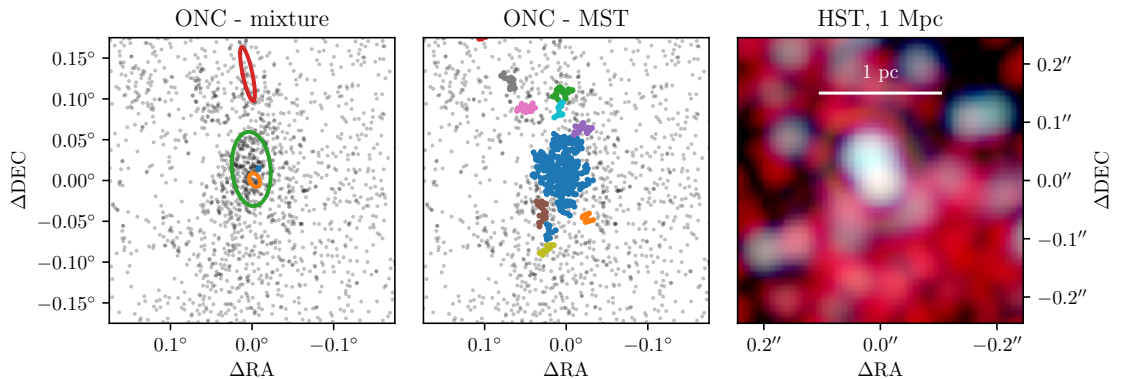 ONC - mixture
ONC - MST
HST, 1 Mpc
ΔDEC
0.15°
0.10°
0.05°
0.00°
−0.05°
−0.10°
−0.15°
0.1°
0.0°
−0.1°
ΔRA
0.1°
0.0°
−0.1°
ΔRA
1 pc
0.2″
0.1″
0.0″
−0.1″
−0.2″
ΔDEC
0.2″
0.0″
−0.2″
ΔRA